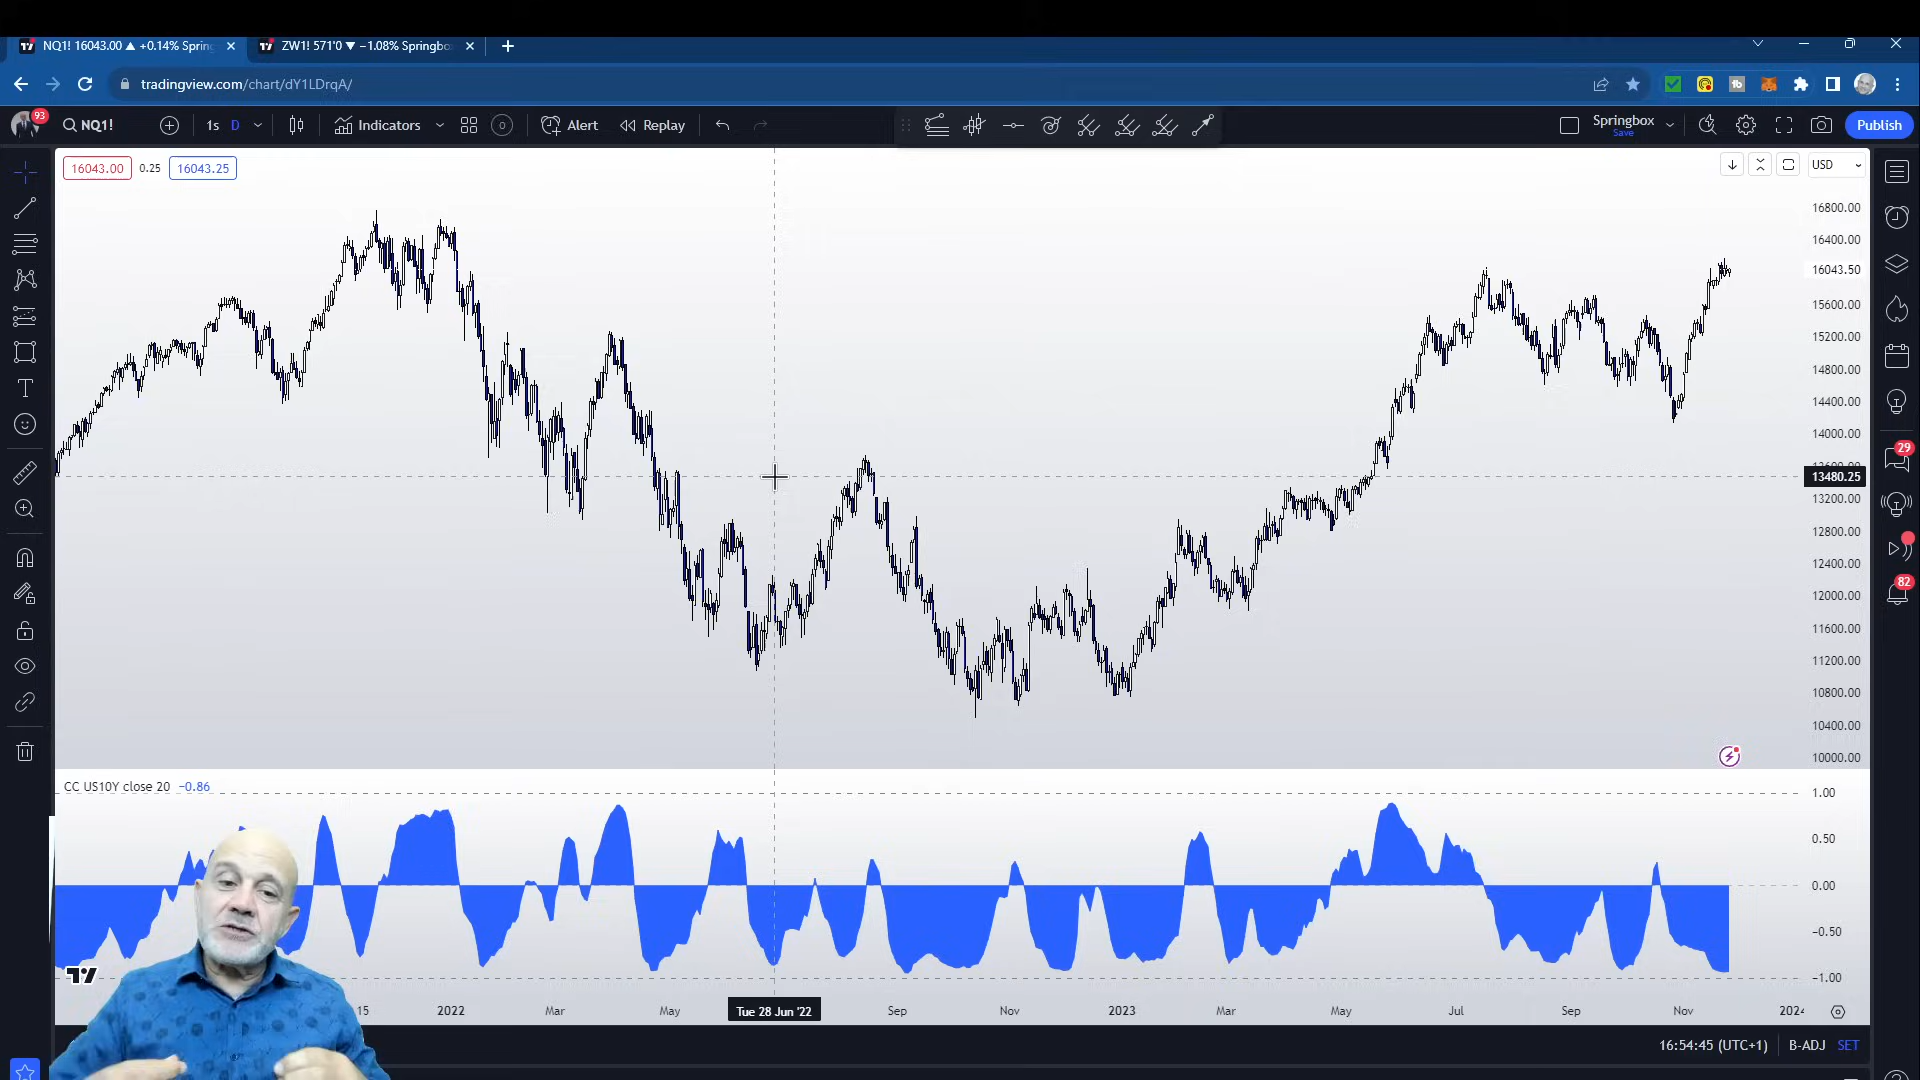 NQ1! 16043.00 ▲ +0.14% Spring
ZW1! 571'0 ▼ −1.08% Springbo
tradingview.com/chart/dY1LDrqA/
93
NQ1!
1s
D
Indicators
Alert
Replay
Springbox
Save
Publish
16043.00
0.25
16043.25
USD
16800.00
16400.00
16043.50
15600.00
15200.00
14800.00
14400.00
14000.00
13480.25
13200.00
12800.00
12400.00
12000.00
11600.00
11200.00
10800.00
10400.00
10000.00
29
82
CC US10Y close 20 −0.86
1.00
0.50
0.00
−0.50
−1.00
15
2022
Mar
May
Tue 28 Jun '22
Sep
Nov
2023
Mar
May
Jul
Sep
Nov
2024
16:54:45 (UTC+1)
B-ADJ
SET